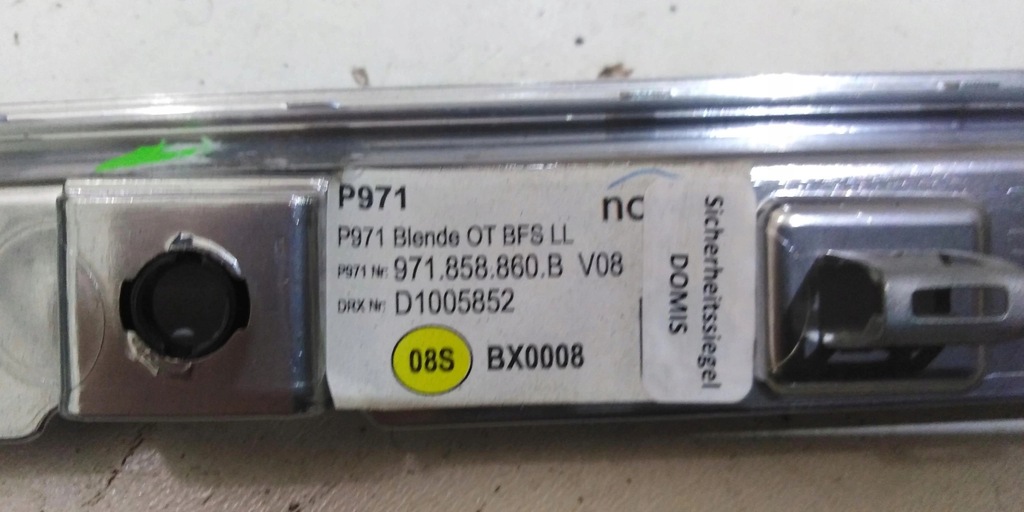 P971
P971 Blende OT BFS LL
P971 Nr: 971.858.860.B V08
DRX Nr: D1005852
08S BX0008
Sicherheitssiegel
DOMIS